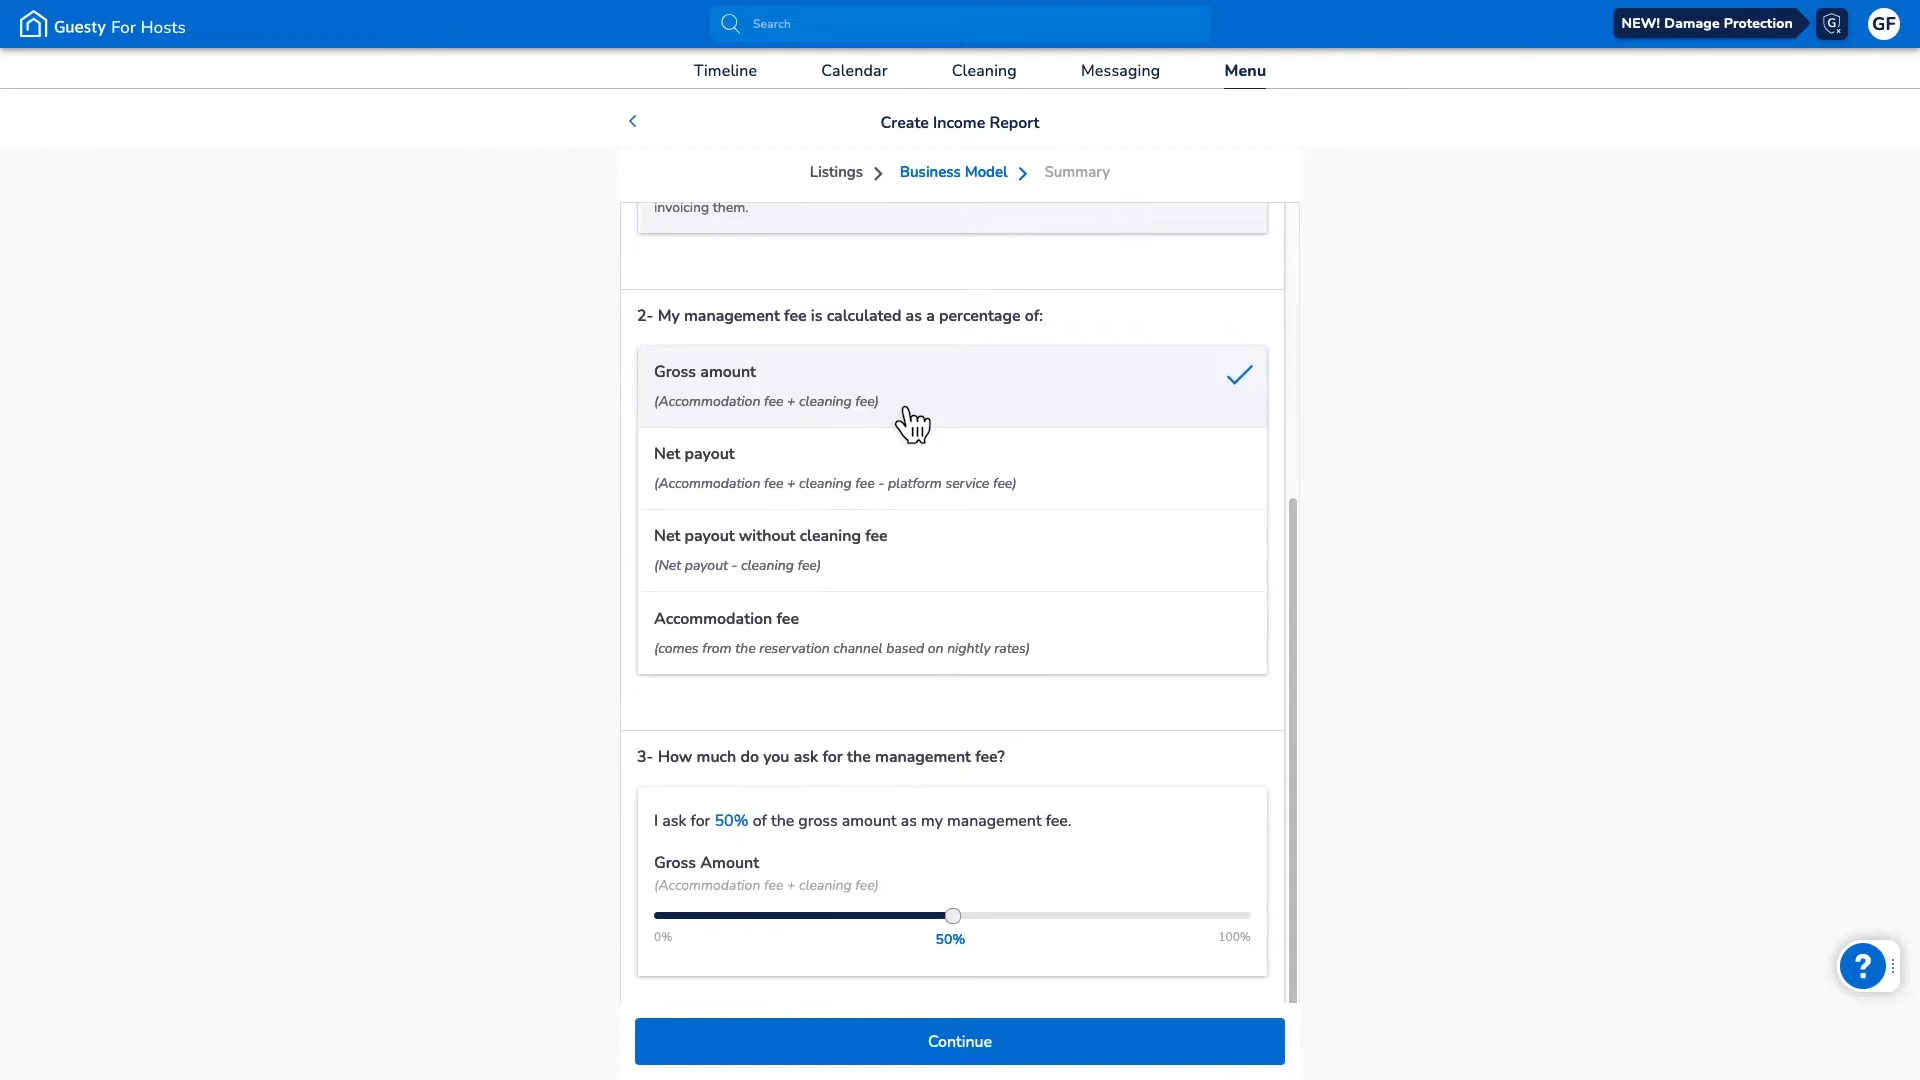 Guesty For Hosts
Search
NEW! Damage Protection
G
GF
Timeline
Calendar
Cleaning
Messaging
Menu
Create Income Report
Listings
Business Model
Summary
invoicing them.
2- My management fee is calculated as a percentage of:
Gross amount
(Accommodation fee + cleaning fee)
Net payout
(Accommodation fee + cleaning fee - platform service fee)
Net payout without cleaning fee
(Net payout - cleaning fee)
Accommodation fee
(comes from the reservation channel based on nightly rates)
3- How much do you ask for the management fee?
I ask for 50% of the gross amount as my management fee.
Gross Amount
(Accommodation fee + cleaning fee)
0%
50%
100%
?
Continue